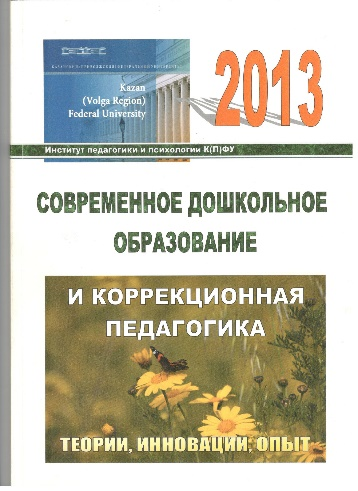 Kazan
(Volga Region)
Federal University
2013
Институт педагогики и психологии К(П)ФУ
СОВРЕМЕННОЕ ДОШКОЛЬНОЕ
ОБРАЗОВАНИЕ
И КОРРЕКЦИОННАЯ
ПЕДАГОГИКА
ТЕОРИИ, ИННОВАЦИИ, ОПЫТ